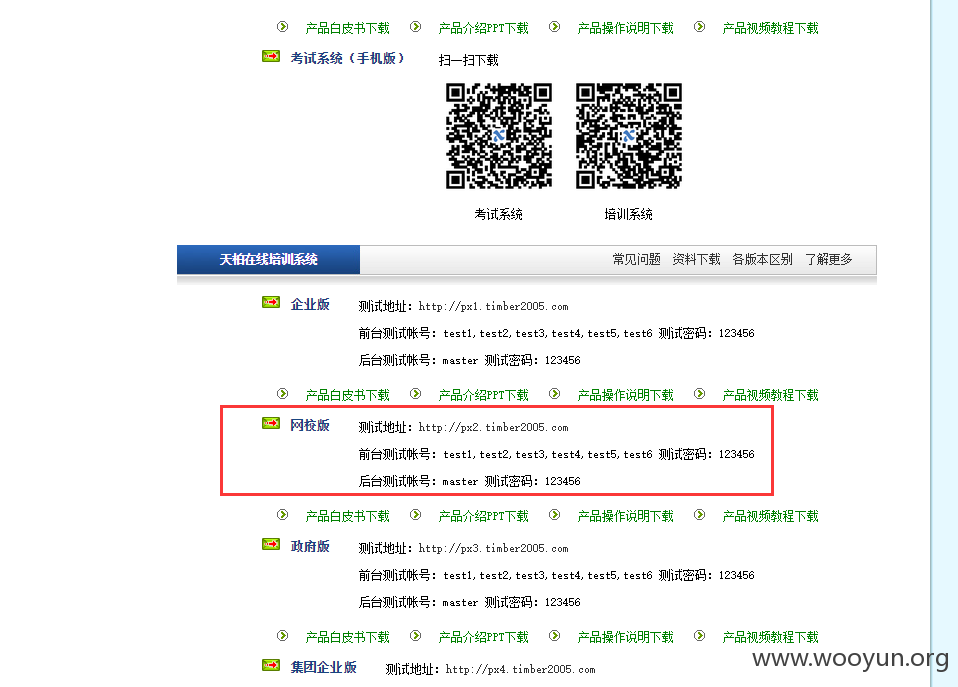 产品白皮书下载 产品介绍PPT下载 产品操作说明下载 产品视频教程下载
考试系统（手机版） 扫一扫下载
考试系统 培训系统
天柏在线培训系统 常见问题 资料下载 各版本区别 了解更多
企业版 测试地址：http://px1.timber2005.com
前台测试帐号：test1,test2,test3,test4,test5,test6 测试密码：123456
后台测试帐号：master 测试密码：123456
产品白皮书下载 产品介绍PPT下载 产品操作说明下载 产品视频教程下载
网校版 测试地址：http://px2.timber2005.com
前台测试帐号：test1,test2,test3,test4,test5,test6 测试密码：123456
后台测试帐号：master 测试密码：123456
产品白皮书下载 产品介绍PPT下载 产品操作说明下载 产品视频教程下载
政府版 测试地址：http://px3.timber2005.com
前台测试帐号：test1,test2,test3,test4,test5,test6 测试密码：123456
后台测试帐号：master 测试密码：123456
产品白皮书下载 产品介绍PPT下载 产品操作说明下载 产品视频教程下载
集团企业版 测试地址：http://px4.timber2005.com
www.wooyun.org